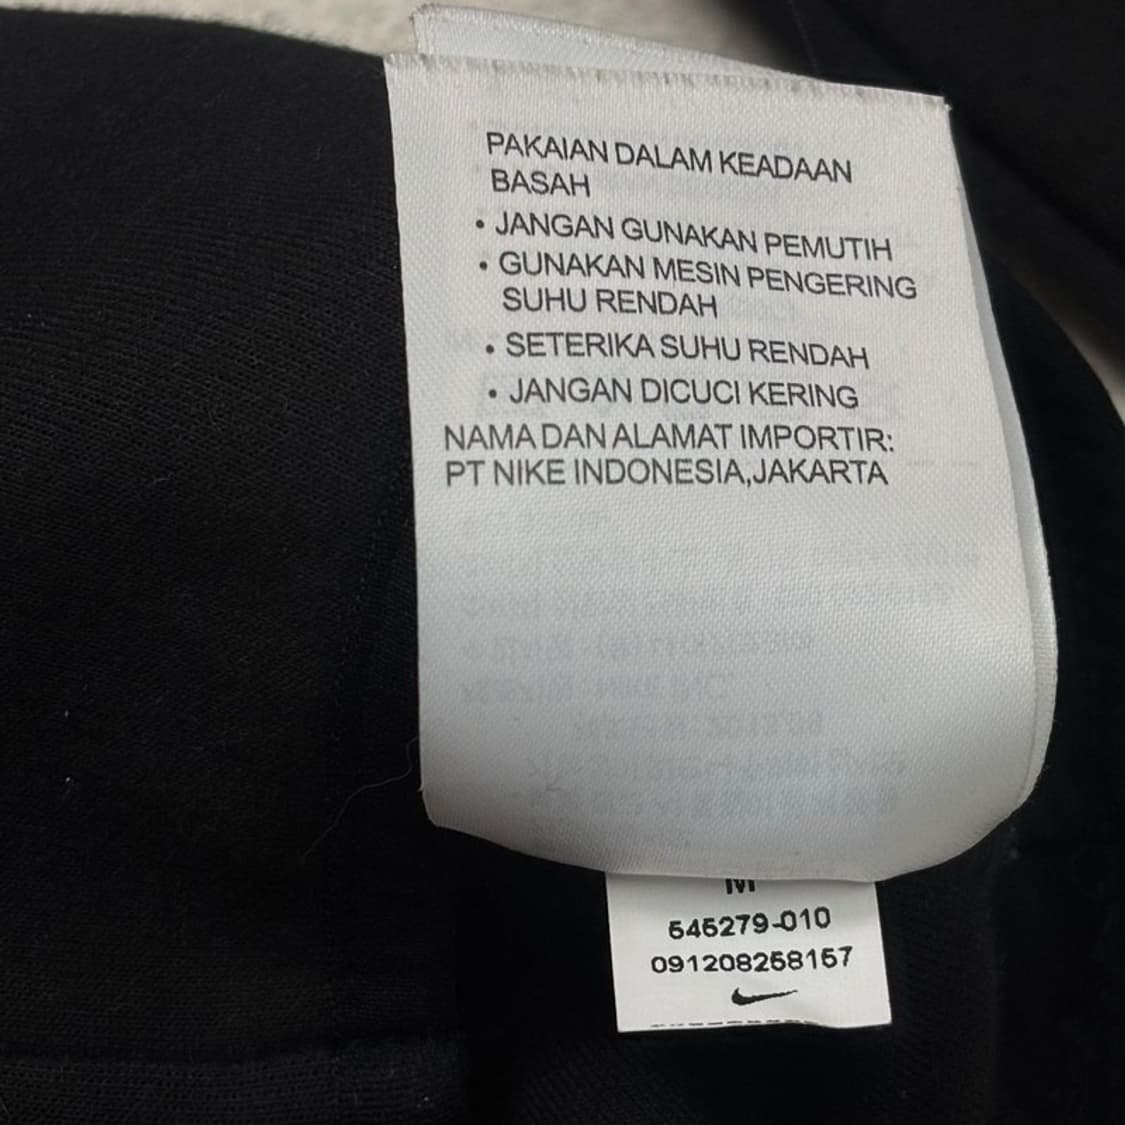 PAKAIAN DALAM KEADAAN
BASAH
• JANGAN GUNAKAN PEMUTIH
• GUNAKAN MESIN PENGERING
SUHU RENDAH
• SETERIKA SUHU RENDAH
• JANGAN DICUCI KERING
NAMA DAN ALAMAT IMPORTIR:
PT NIKE INDONESIA,JAKARTA
M
545279-010
091208258157